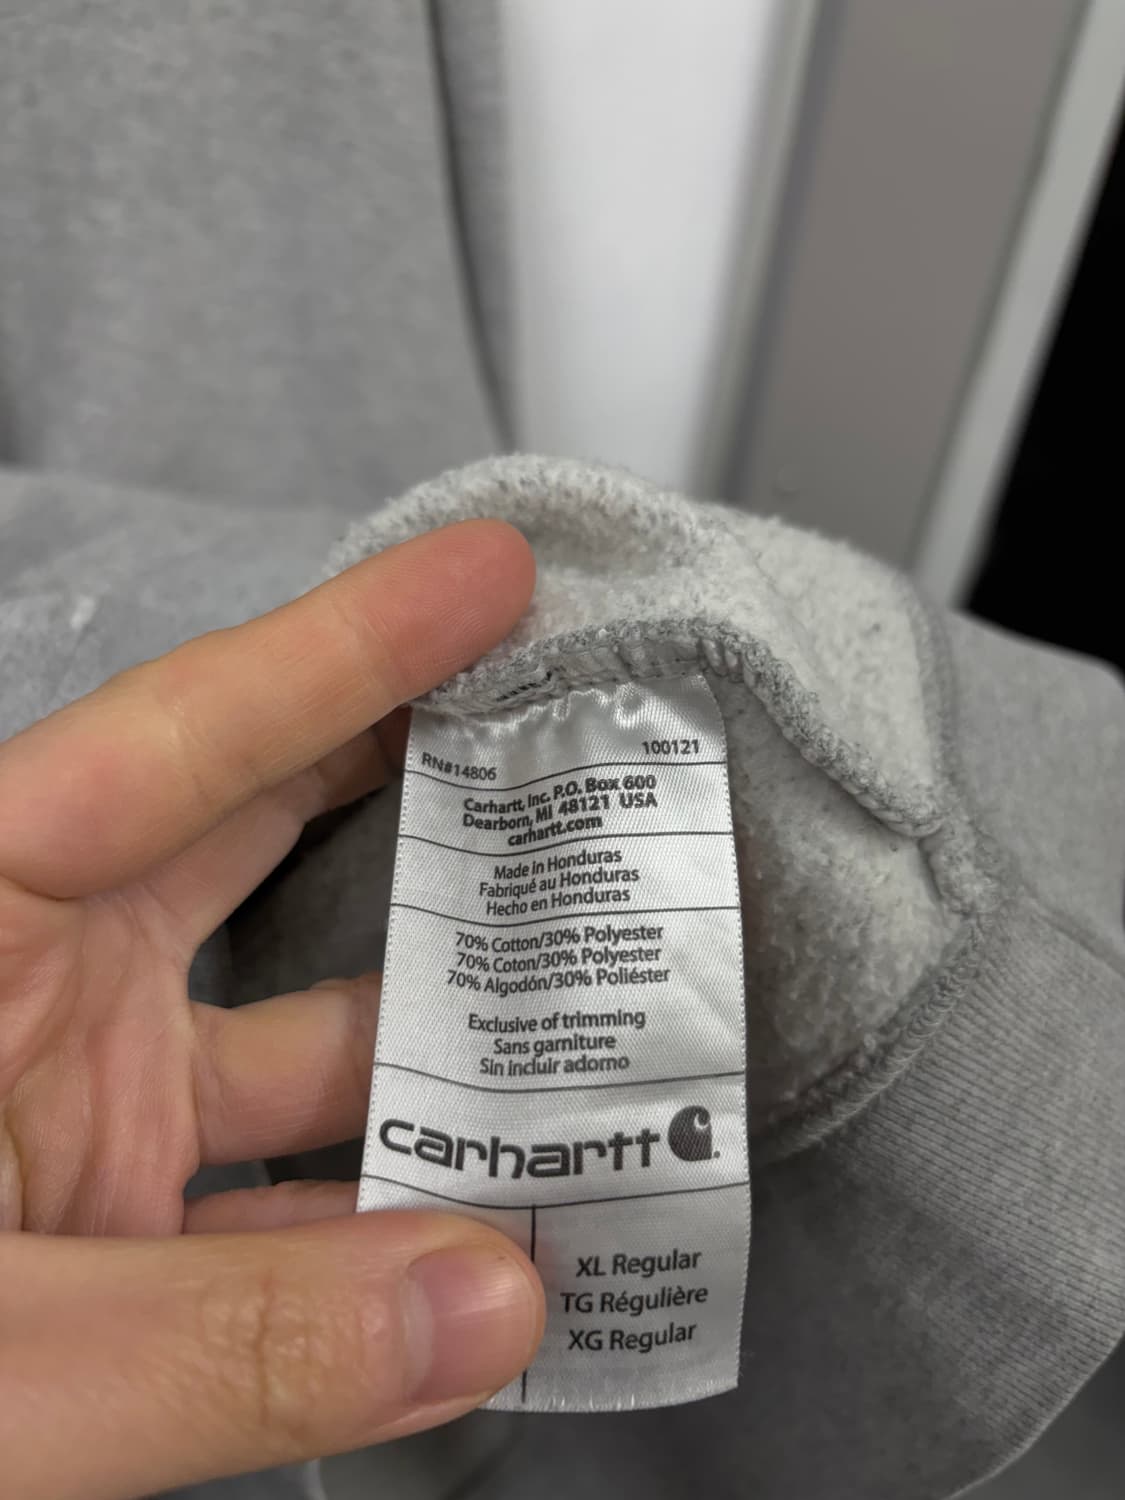 RN#14806
100121
Carhartt, Inc. P.O. Box 600
Dearborn, MI 48121 USA
carhartt.com
Made in Honduras
Fabriqué au Honduras
Hecho en Honduras
70% Cotton/30% Polyester
70% Coton/30% Polyester
70% Algodón/30% Poliéster
Exclusive of trimming
Sans garniture
Sin incluir adorno
carhartt
XL Regular
TG Régulière
XG Regular